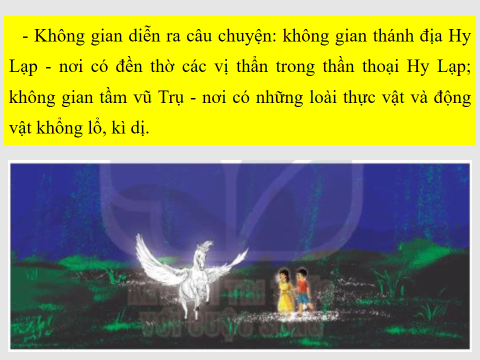 - Không gian diễn ra câu chuyện: không gian thánh địa Hy
Lạp - nơi có đền thờ các vị thần trong thần thoại Hy Lạp;
không gian tầm vũ Trụ - nơi có những loài thực vật và động
vật khổng lồ, kì dị.